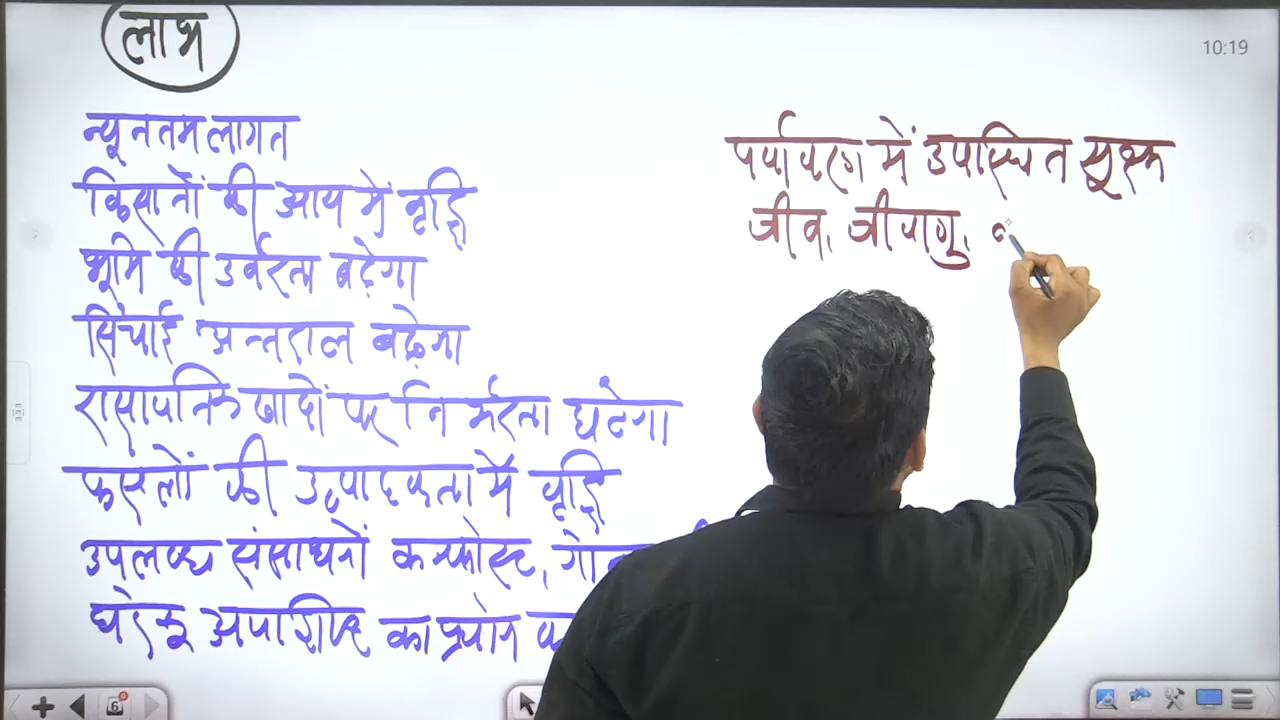 लाभ
10:19
न्यूनतम लागत
किसानों की आय में वृद्धि
भूमि की उर्वरता बढ़ेगा
सिंचाई अन्तराल बढ़ेगा
रासायनिक खादों पर निर्भरता घटेगा
फसलों की उत्पादकता में वृद्धि
उपलब्ध संसाधनों कम्पोस्ट, गो
घरेलू अपशिष्ट का प्रयोग
पर्यावरण में उपस्थित सूक्ष्म
जीव, जीवाणु,
6